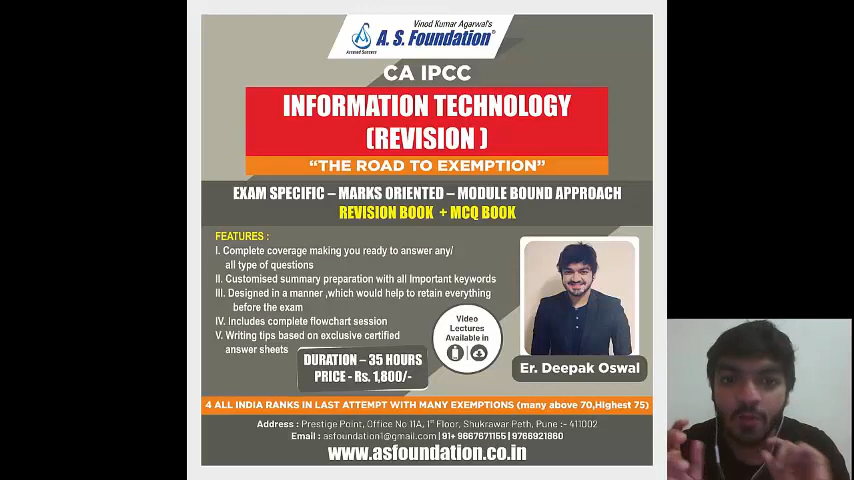 Vinod Kumar Agarwal's
A. S. Foundation®
Assured Success
CA IPCC
INFORMATION TECHNOLOGY
(REVISION )
“THE ROAD TO EXEMPTION”
EXAM SPECIFIC – MARKS ORIENTED – MODULE BOUND APPROACH
REVISION BOOK + MCQ BOOK
FEATURES :
I. Complete coverage making you ready to answer any/
all type of questions
II. Customised summary preparation with all Important keywords
III. Designed in a manner ,which would help to retain everything
before the exam
IV. Includes complete flowchart session
V. Writing tips based on exclusive certified
answer sheets
DURATION – 35 HOURS
PRICE - Rs. 1,800/-
Video
Lectures
Available in
Er. Deepak Oswal
4 ALL INDIA RANKS IN LAST ATTEMPT WITH MANY EXEMPTIONS (many above 70,Highest 75)
Address : Prestige Point, Office No 11A, 1st Floor, Shukrawar Peth, Pune :- 411002
Email : asfoundation1@gmail.com | 91+ 9667671155 | 9766921860
www.asfoundation.co.in